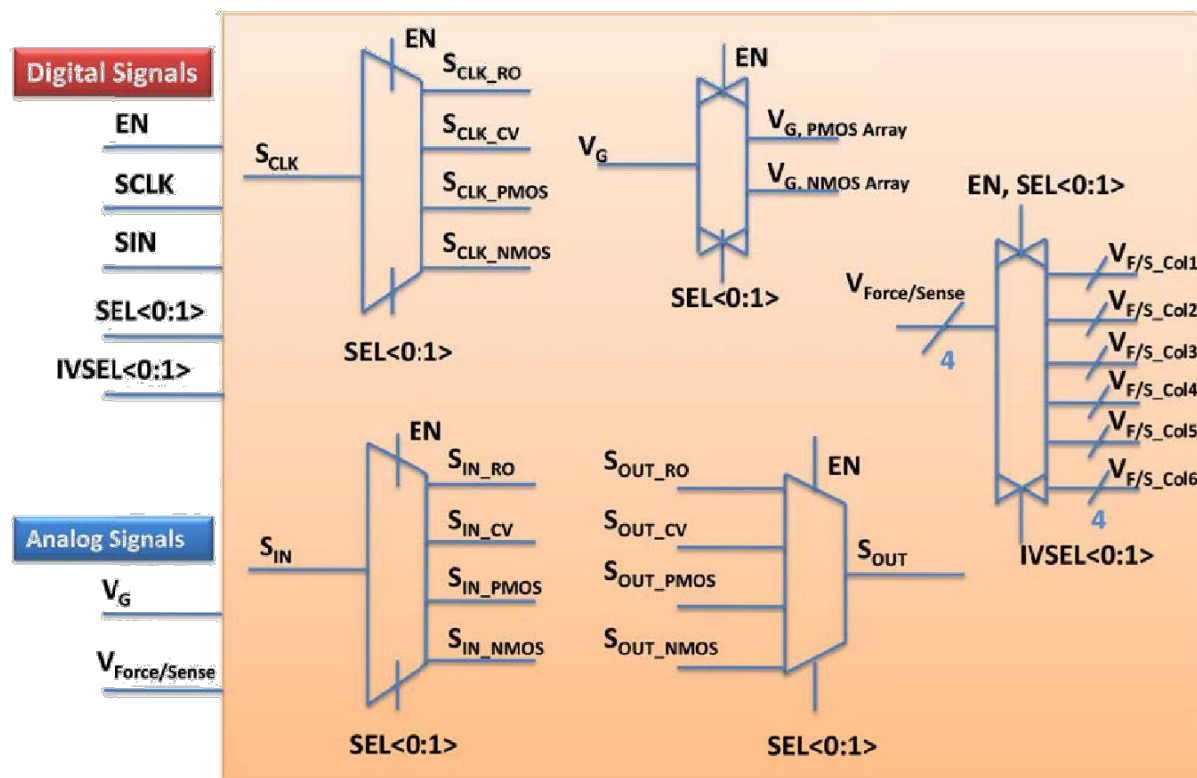 Digital Signals
EN
SCLK
SIN
SEL<0:1>
IVSEL<0:1>
Analog Signals
VG
VForce/Sense
EN
SCLK
SCLK_RO
SCLK_CV
SCLK_PMOS
SCLK_NMOS
SEL<0:1>
EN
VG
VG, PMOS Array
VG, NMOS Array
SEL<0:1>
EN, SEL<0:1>
VForce/Sense
4
VF/S_Col1
VF/S_Col2
VF/S_Col3
VF/S_Col4
VF/S_Col5
VF/S_Col6
4
IVSEL<0:1>
EN
SIN
SIN_RO
SIN_CV
SIN_PMOS
SIN_NMOS
SEL<0:1>
EN
SOUT_RO
SOUT_CV
SOUT_PMOS
SOUT_NMOS
SOUT
SEL<0:1>